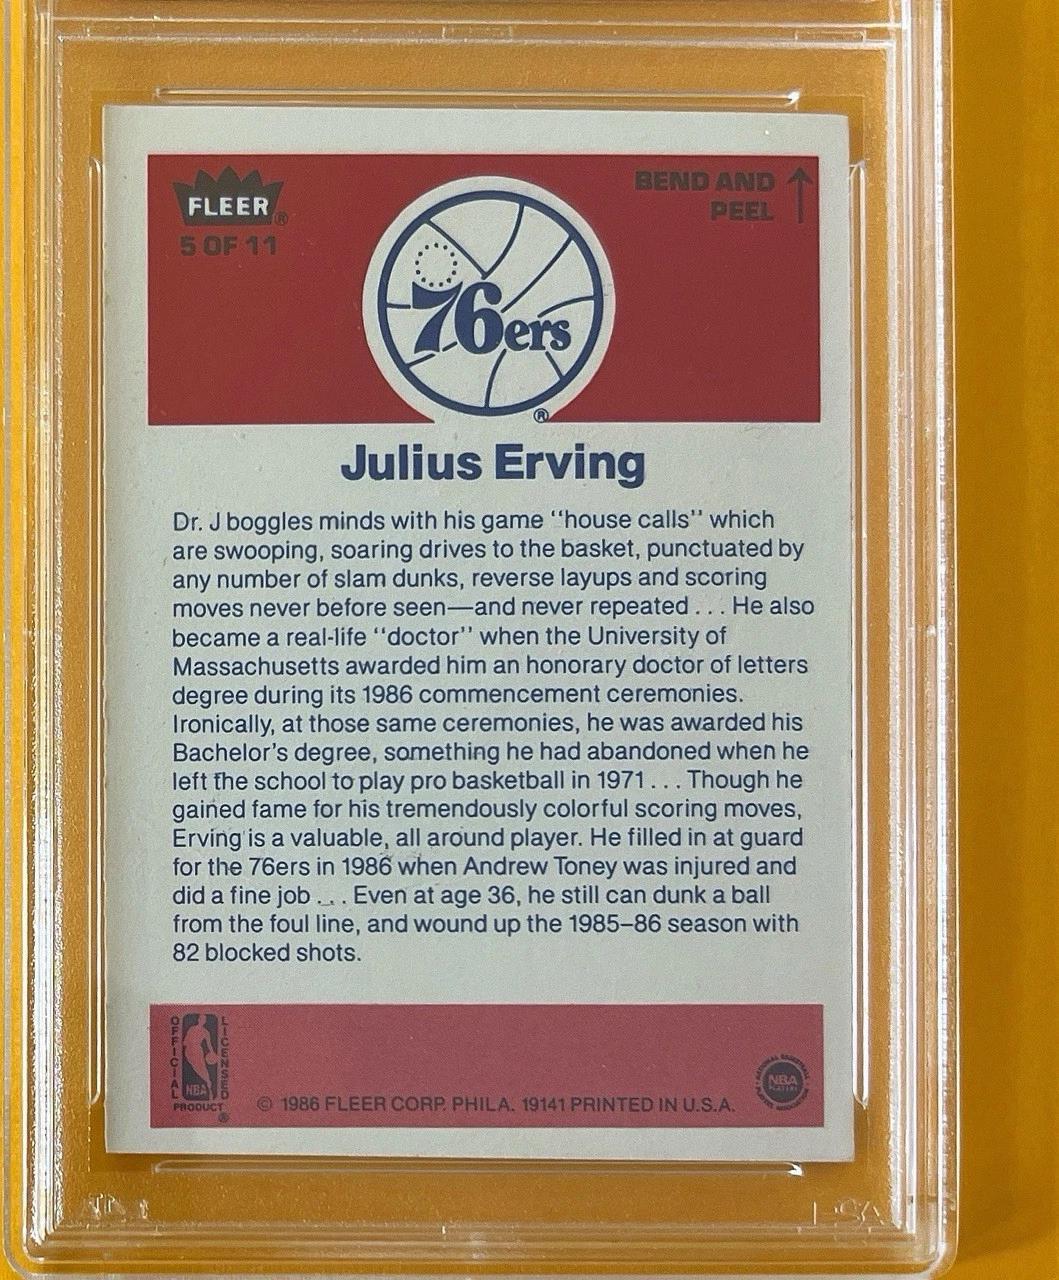 FLEER®
5 OF 11
BEND AND
PEEL
76ers
®
Julius Erving
Dr. J boggles minds with his game ‘‘house calls’’ which
are swooping, soaring drives to the basket, punctuated by
any number of slam dunks, reverse layups and scoring
moves never before seen—and never repeated . . . He also
became a real-life ‘‘doctor’’ when the University of
Massachusetts awarded him an honorary doctor of letters
degree during its 1986 commencement ceremonies.
Ironically, at those same ceremonies, he was awarded his
Bachelor's degree, something he had abandoned when he
left the school to play pro basketball in 1971 . . . Though he
gained fame for his tremendously colorful scoring moves,
Erving is a valuable, all around player. He filled in at guard
for the 76ers in 1986 when Andrew Toney was injured and
did a fine job . . . Even at age 36, he still can dunk a ball
from the foul line, and wound up the 1985–86 season with
82 blocked shots.
OFFICIAL
LICENSED
NBA
PRODUCT
®
© 1986 FLEER CORP. PHILA. 19141 PRINTED IN U.S.A.
NATIONAL BASKETBALL
NBA
PLAYERS